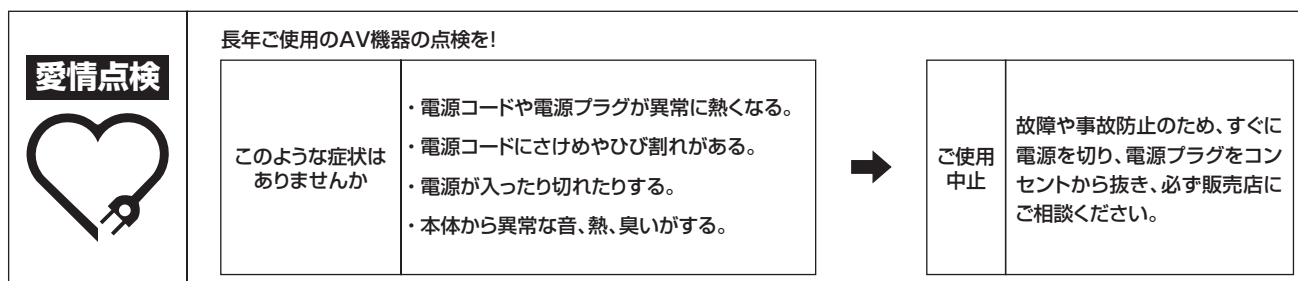 愛情点検
長年ご使用のAV機器の点検を!
このような症状は
ありませんか
・電源コードや電源プラグが異常に熱くなる。
・電源コードにさけめやひび割れがある。
・電源が入ったり切れたりする。
・本体から異常な音、熱、臭いがする。
ご使用
中止
故障や事故防止のため、すぐに
電源を切り、電源プラグをコン
セントから抜き、必ず販売店に
ご相談ください。